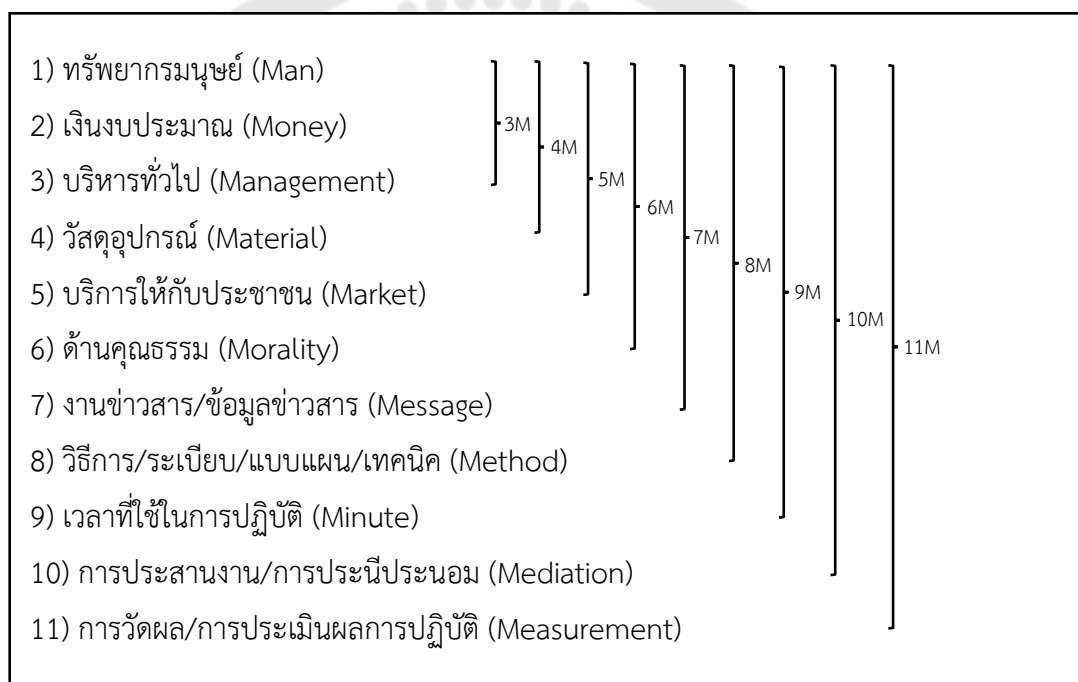 1) ทรัพยากรมนุษย์ (Man)
2) เงินงบประมาณ (Money)
3) บริหารทั่วไป (Management)
4) วัสดุอุปกรณ์ (Material)
5) บริการให้กับประชาชน (Market)
6) ด้านคุณธรรม (Morality)
7) งานข่าวสาร/ข้อมูลข่าวสาร (Message)
8) วิธีการ/ระเบียบ/แบบแผน/เทคนิค (Method)
9) เวลาที่ใช้ในการปฏิบัติ (Minute)
10) การประสานงาน/การประนีประนอม (Mediation)
11) การวัดผล/การประเมินผลการปฏิบัติ (Measurement)
3M
4M
5M
6M
7M
8M
9M
10M
11M